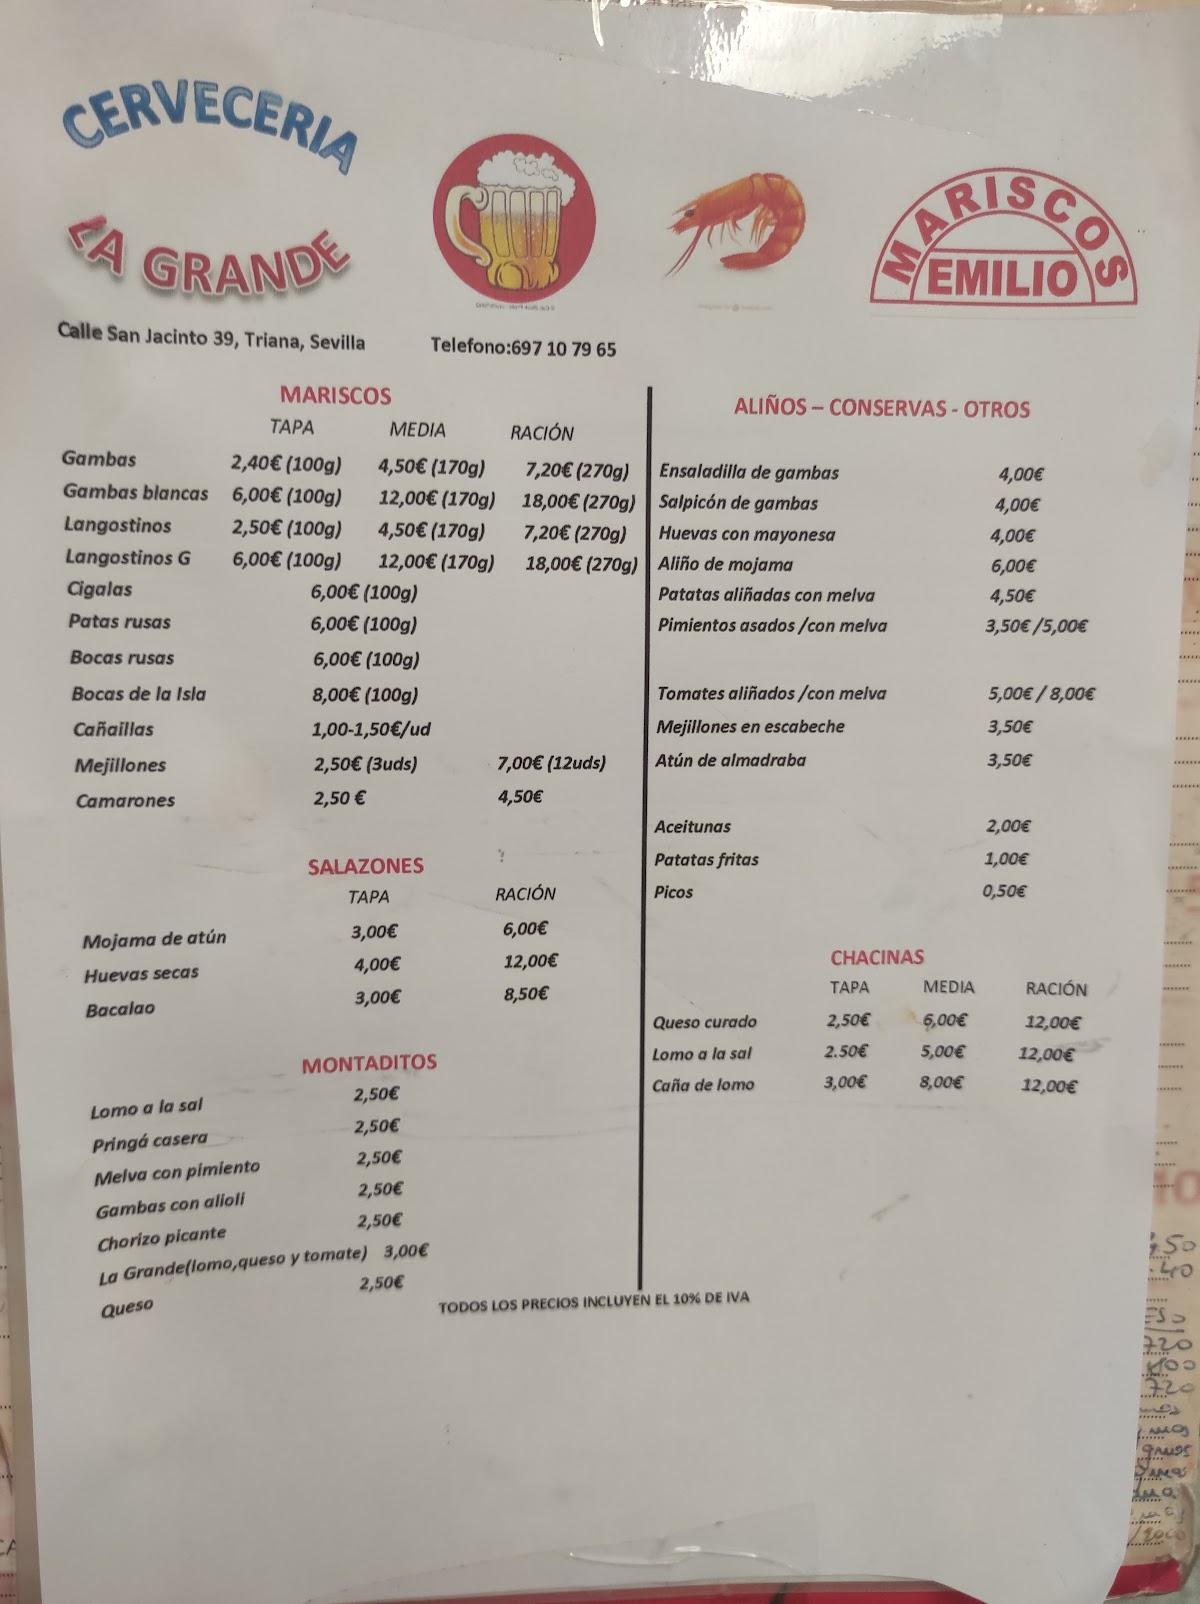 CERVECERIA
LA GRANDE
MARISCOS
EMILIO
Calle San Jacinto 39, Triana, Sevilla Telefono:697 10 79 65
MARISCOS
TAPA MEDIA RACIÓN
Gambas 2,40€ (100g) 4,50€ (170g) 7,20€ (270g)
Gambas blancas 6,00€ (100g) 12,00€ (170g) 18,00€ (270g)
Langostinos 2,50€ (100g) 4,50€ (170g) 7,20€ (270g)
Langostinos G 6,00€ (100g) 12,00€ (170g) 18,00€ (270g)
Cigalas 6,00€ (100g)
Patas rusas 6,00€ (100g)
Bocas rusas 6,00€ (100g)
Bocas de la Isla 8,00€ (100g)
Cañaillas 1,00-1,50€/ud
Mejillones 2,50€ (3uds) 7,00€ (12uds)
Camarones 2,50 € 4,50€
SALAZONES
TAPA RACIÓN
Mojama de atún 3,00€ 6,00€
Huevas secas 4,00€ 12,00€
Bacalao 3,00€ 8,50€
MONTADITOS
Lomo a la sal 2,50€
Pringá casera 2,50€
Melva con pimiento 2,50€
Gambas con alioli 2,50€
Chorizo picante 2,50€
La Grande(lomo,queso y tomate) 3,00€
Queso 2,50€
ALIÑOS – CONSERVAS - OTROS
Ensaladilla de gambas 4,00€
Salpicón de gambas 4,00€
Huevas con mayonesa 4,00€
Aliño de mojama 6,00€
Patatas aliñadas con melva 4,50€
Pimientos asados /con melva 3,50€ /5,00€
Tomates aliñados /con melva 5,00€ / 8,00€
Mejillones en escabeche 3,50€
Atún de almadraba 3,50€
Aceitunas 2,00€
Patatas fritas 1,00€
Picos 0,50€
CHACINAS
TAPA MEDIA RACIÓN
Queso curado 2,50€ 6,00€ 12,00€
Lomo a la sal 2.50€ 5,00€ 12,00€
Caña de lomo 3,00€ 8,00€ 12,00€
TODOS LOS PRECIOS INCLUYEN EL 10% DE IVA